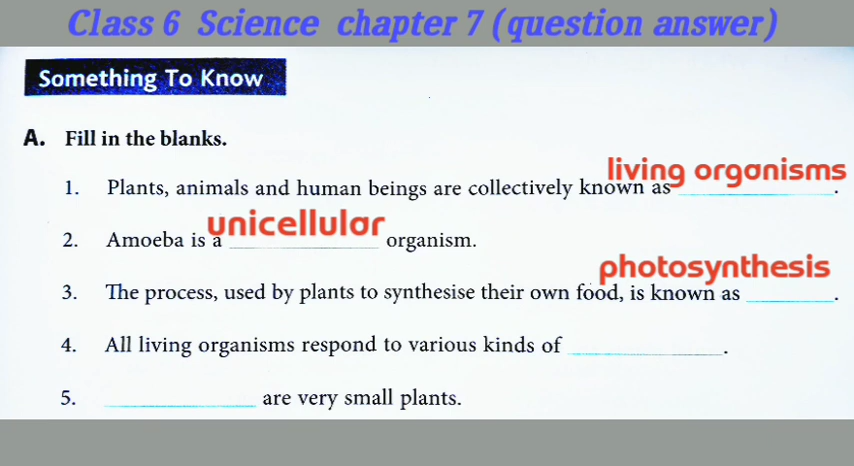 Class 6 Science chapter 7 (question answer)
Something To Know
A. Fill in the blanks.
living organisms
1. Plants, animals and human beings are collectively known as ____________.
unicellular
2. Amoeba is a ____________ organism.
photosynthesis
3. The process, used by plants to synthesise their own food, is known as ________.
4. All living organisms respond to various kinds of ____________.
5. ____________ are very small plants.